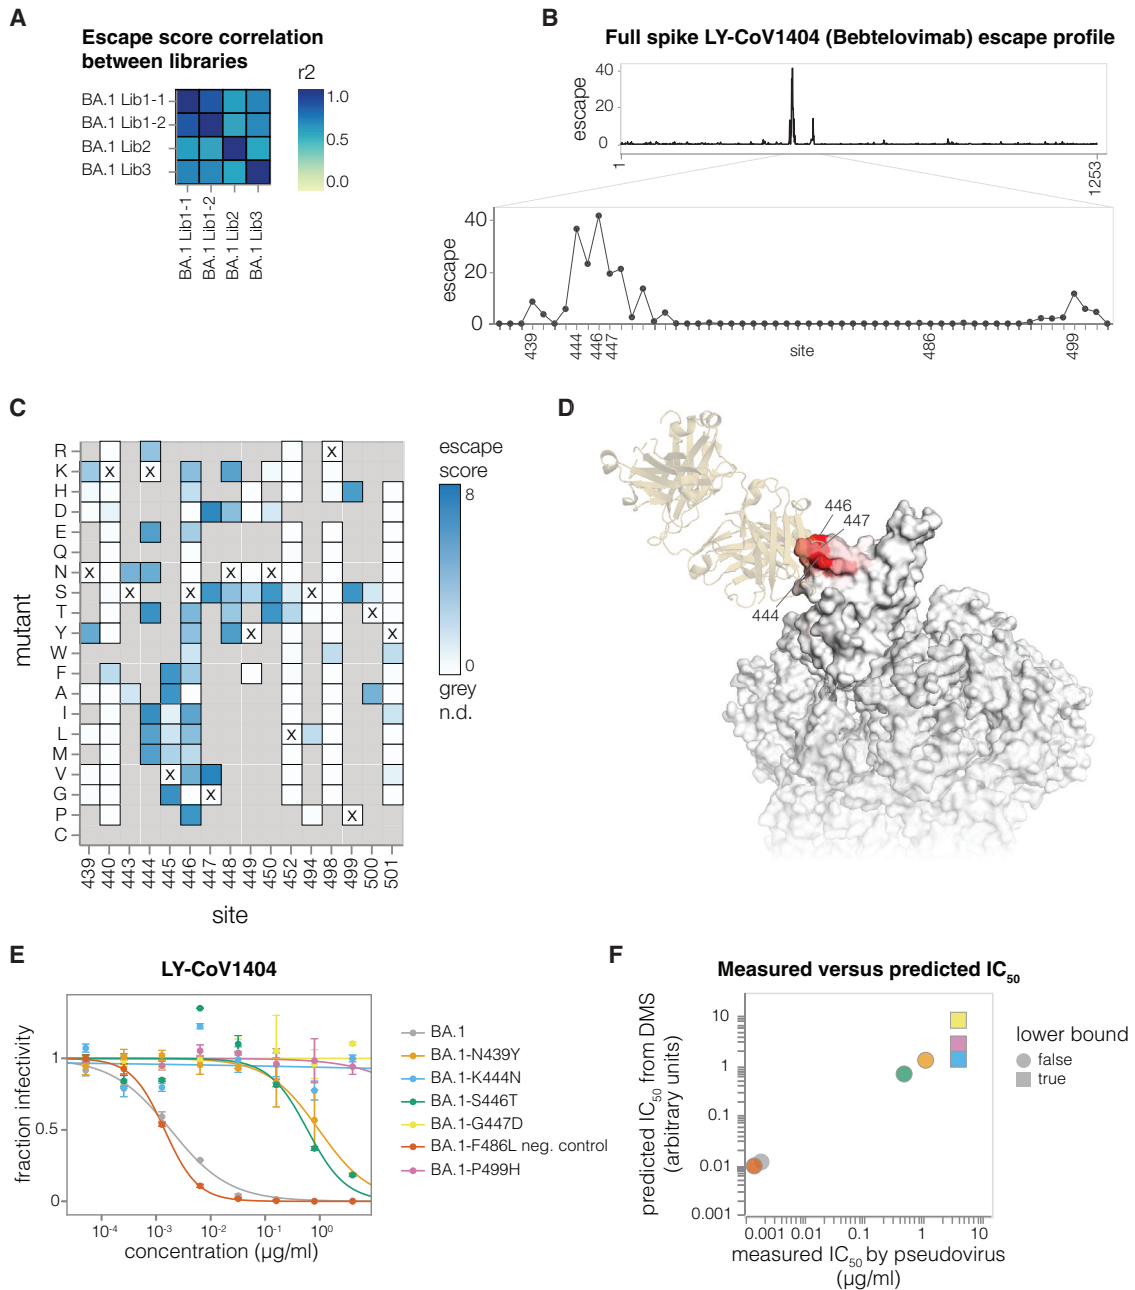 A
Escape score correlation
between libraries
r2
BA.1 Lib1-1
BA.1 Lib1-2
BA.1 Lib2
BA.1 Lib3
1.0
0.5
0.0
BA.1 Lib1-1
BA.1 Lib1-2
BA.1 Lib2
BA.1 Lib3
B
Full spike LY-CoV1404 (Bebtelovimab) escape profile
escape
40
20
0
1
1253
escape
40
20
0
439
444
446
447
site
486
499
C
mutant
R
K
H
D
E
Q
N
S
T
Y
W
F
A
I
L
M
V
G
P
C
X
X X
X X X
X X X
X
X X
X
X
X
X
439 440 443 444 445 446 447 448 449 450 452 494 498 499 500 501
site
escape
score
8
0
grey
n.d.
D
446
447
444
E
LY-CoV1404
fraction infectivity
1
0.5
0
10-4 10-3 10-2 10-1 100
concentration (µg/ml)
BA.1
BA.1-N439Y
BA.1-K444N
BA.1-S446T
BA.1-G447D
BA.1-F486L neg. control
BA.1-P499H
F
Measured versus predicted IC50
predicted IC50 from DMS
(arbitrary units)
10
1
0.1
0.01
0.001
0.001 0.01 0.1 1 10
measured IC50 by pseudovirus
(µg/ml)
lower bound
false
true